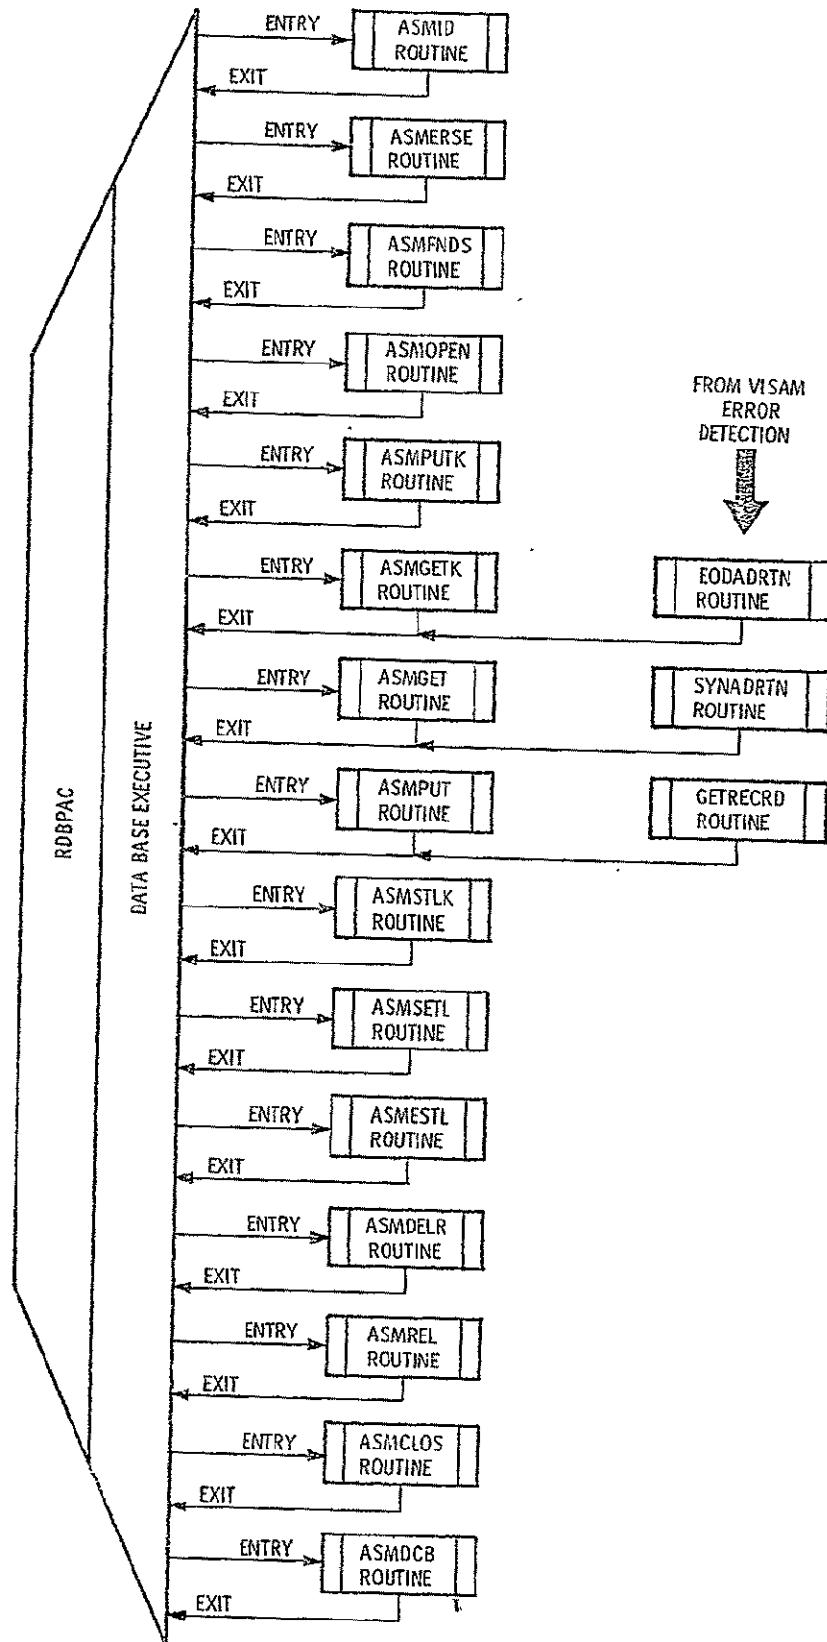 ENTRY
ASMID
ROUTINE
EXIT
ENTRY
ASMERSE
ROUTINE
EXIT
ENTRY
ASMFNDS
ROUTINE
EXIT
ENTRY
ASMOPEN
ROUTINE
EXIT
FROM VISAM
ERROR
DETECTION
ENTRY
ASMPUTK
ROUTINE
EXIT
ENTRY
ASMGETK
ROUTINE
EXIT
EODADRTN
ROUTINE
ENTRY
ASMGET
ROUTINE
EXIT
SYNADRTN
ROUTINE
RDBPAC
DATA BASE EXECUTIVE
ENTRY
ASMPUT
ROUTINE
EXIT
GETRECRD
ROUTINE
ENTRY
ASMSTLK
ROUTINE
EXIT
ENTRY
ASMSETL
ROUTINE
EXIT
ENTRY
ASMESTL
ROUTINE
EXIT
ENTRY
ASMDELR
ROUTINE
EXIT
ENTRY
ASMREL
ROUTINE
EXIT
ENTRY
ASMCLOS
ROUTINE
EXIT
ENTRY
ASMDCB
ROUTINE
EXIT